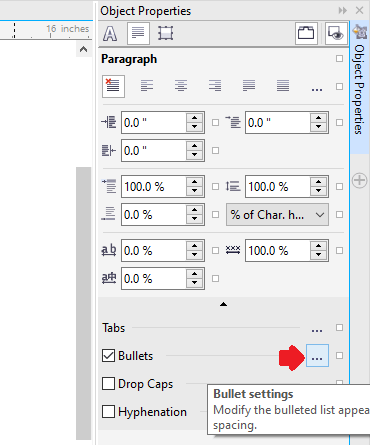 16 inches
Object Properties
Paragraph
0.0 " 0.0 "
0.0 "
100.0 % 100.0 %
0.0 % % of Char. h...
ab 0.0 % xxx 100.0 %
0.0 %
Tabs ...
Bullets ...
Drop Caps
Hyphenation
Bullet settings
Modify the bulleted list appea
spacing.
Object Properties